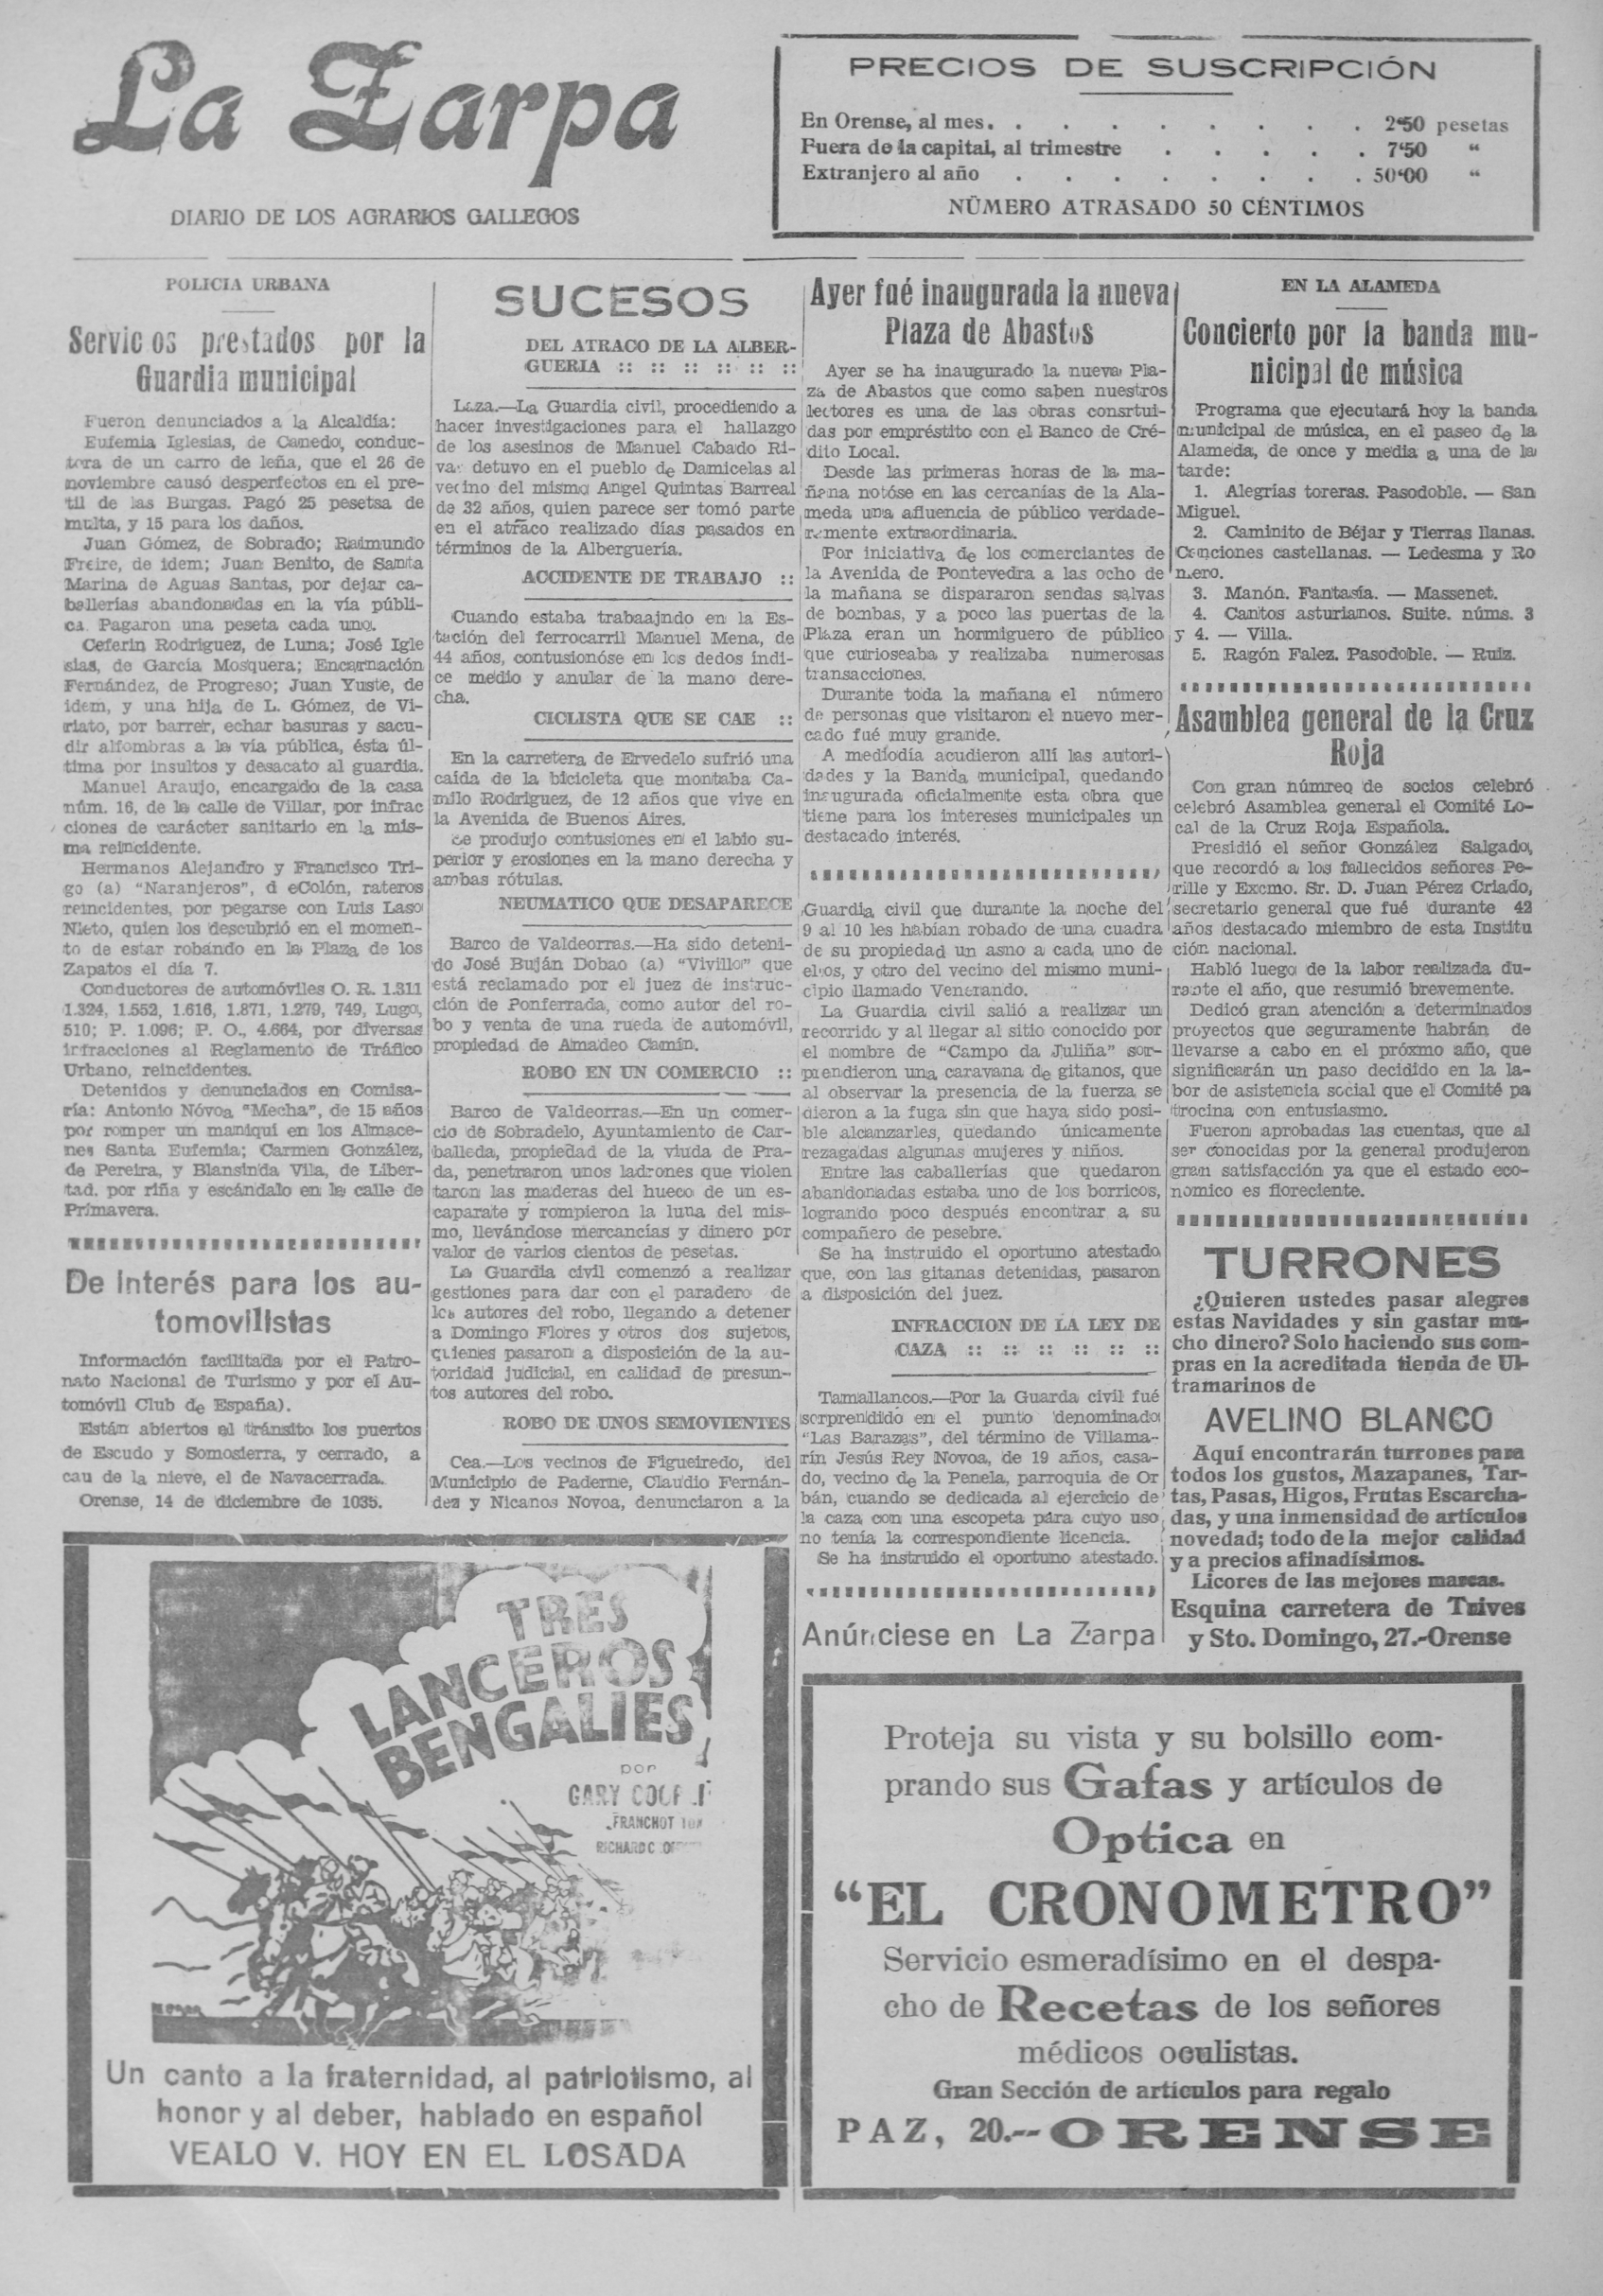 La Zarpa
DIARIO DE LOS AGRARIOS GALLEGOS
PRECIOS DE SUSCRIPCIÓN
En Orense, al mes. . . . . . . . . 2'50 pesetas
Fuera de la capital, al trimestre . . . . . 7'50 “
Extranjero al año . . . . . . . . 50'00 “
NÚMERO ATRASADO 50 CÉNTIMOS
POLICIA URBANA
Servic os prestados por la
Guardia municipal
Fueron denunciados a la Alcaldía:
Eufemia Iglesias, de Canedo, conduc-
tora de un carro de leña, que el 26 de
noviembre causó desperfectos en el pre-
til de las Burgas. Pagó 25 pesetsa de
multa, y 15 para los daños.
Juan Gómez, de Sobrado; Raimundo
Freire, de idem; Juan Benito, de Santa
Marina de Aguas Santas, por dejar ca-
ballerías abandonadas en la vía públi-
ca. Pagaron una peseta cada uno.
Ceferin Rodriguez, de Luna; José Igle
sias, de García Mosquera; Encarnación
Fernández, de Progreso; Juan Yuste, de
idem, y una hija de L. Gómez, de Vi-
riato, por barrer, echar basuras y sacu-
dir alfombras a la vía pública, ésta úl-
tima por insultos y desacato al guardia.
Manuel Araujo, encargado de la casa
núm. 16, de la calle de Villar, por infrac
ciones de carácter sanitario en la mis-
ma reincidente.
Hermanos Alejandro y Francisco Tri-
go (a) “Naranjeros”, d eColón, rateros
reincidentes, por pegarse con Luis Laso
Nieto, quien los descubrió en el momen-
to de estar robando en la Plaza de los
Zapatos el día 7.
Conductores de automóviles O. R. 1.311
1.324, 1.552, 1.616, 1.871, 1.279, 749, Lugo,
510; P. 1.096; P. O., 4.664, por diversas
infracciones al Reglamento de Tráfico
Urbano, reincidentes.
Detenidos y denunciados en Comisa-
ría: Antonio Nóvoa “Mecha”, de 15 años
por romper un maniquí en los Almace-
nes Santa Eufemia; Carmen González,
de Pereira, y Blansinda Vila, de Liber-
tad, por riña y escándalo en la calle de
Primavera.
De interés para los au-
tomovilistas
Información facilitada por el Patro-
nato Nacional de Turismo y por el Au-
tomóvil Club de España).
Están abiertos al tránsito los puertos
de Escudo y Somosierra, y cerrado, a
cau de la nieve, el de Navacerrada.
Orense, 14 de diciembre de 1035.
SUCESOS
DEL ATRACO DE LA ALBER-
GUERIA :: :: :: :: :: ::
Laza.—La Guardia civil, procediendo a
hacer investigaciones para el hallazgo
de los asesinos de Manuel Cabado Ri-
vas detuvo en el pueblo de Damicelas al
vecino del mismo Angel Quintas Barreal
de 32 años, quien parece ser tomó parte
en el atraco realizado días pasados en
términos de la Alberguería.
ACCIDENTE DE TRABAJO ::
Cuando estaba trabaajndo en la Es-
tación del ferrocarril Manuel Mena, de
44 años, contusionóse en los dedos indi-
ce medio y anular de la mano dere-
cha.
CICLISTA QUE SE CAE ::
En la carretera de Ervedelo sufrió una
caída de la bicicleta que montaba Ca-
milo Rodríguez, de 12 años que vive en
la Avenida de Buenos Aires.
Se produjo contusiones en el labio su-
perior y erosiones en la mano derecha y
ambas rótulas.
NEUMATICO QUE DESAPARECE
Barco de Valdeorras.—Ha sido deteni-
do José Buján Dobao (a) “Vivillo” que
está reclamado por el juez de instruc-
ción de Ponferrada, como autor del ro-
bo y venta de una rueda de automóvil,
propiedad de Amadeo Camín.
ROBO EN UN COMERCIO ::
Barco de Valdeorras.—En un comer-
cio de Sobradelo, Ayuntamiento de Car-
balleda, propiedad de la viuda de Pra-
da, penetraron unos ladrones que violen
taron las maderas del hueco de un es-
caparate y rompieron la luna del mis-
mo, llevándose mercancías y dinero por
valor de varios cientos de pesetas.
La Guardia civil comenzó a realizar
gestiones para dar con el paradero de
los autores del robo, llegando a detener
a Domingo Flores y otros dos sujetos,
quienes pasaron a disposición de la au-
toridad judicial, en calidad de presun-
tos autores del robo.
ROBO DE UNOS SEMOVIENTES
Cea.—Los vecinos de Figueiredo, del
Municipio de Paderne, Claudio Fernán-
dez y Nicanos Novoa, denunciaron a la
Ayer fué inaugurada la nueva
Plaza de Abastos
Ayer se ha inaugurado la nueva Pla-
za de Abastos que como saben nuestros
lectores es una de las obras consrtui-
das por empréstito con el Banco de Cré-
dito Local.
Desde las primeras horas de la ma-
ñana notóse en las cercanías de la Ala-
meda una afluencia de público verdade-
remente extraordinaria.
Por iniciativa de los comerciantes de
la Avenida de Pontevedra a las ocho de
la mañana se dispararon sendas salvas
de bombas, y a poco las puertas de la
Plaza eran un hormiguero de público
que curioseaba y realizaba numerosas
transacciones.
Durante toda la mañana el número
de personas que visitaron el nuevo mer-
cado fué muy grande.
A mediodía acudieron allí las autori-
dades y la Banda municipal, quedando
inaugurada oficialmente esta obra que
tiene para los intereses municipales un
destacado interés.
Guardia civil que durante la noche del
9 al 10 les habían robado de una cuadra
de su propiedad un asno a cada uno de
elvos, y otro del vecino del mismo muni-
cipio llamado Venerando.
La Guardia civil salió a realizar un
recorrido y al llegar al sitio conocido por
el nombre de “Campo da Juliña” sor-
prendieron una caravana de gitanos, que
al observar la presencia de la fuerza se
dieron a la fuga sin que haya sido posi-
ble alcanzarles, quedando únicamente
rezagadas algunas mujeres y niños.
Entre las caballerías que quedaron
abandonadas estaba uno de los borricos,
logrando poco después encontrar a su
compañero de pesebre.
Se ha instruido el oportuno atestado
que, con las gitanas detenidas, pasaron
a disposición del juez.
INFRACCION DE LA LEY DE
CAZA :: :: :: :: :: ::
Tamallancos.—Por la Guarda civil fué
sorprendido en el punto denominado
“Las Barazas”, del término de Villama-
rín Jesús Rey Novoa, de 19 años, casa-
do, vecino de la Penela, parroquia de Or
bán, cuando se dedicada al ejercicio de
la caza con una escopeta para cuyo uso
no tenía la correspondiente licencia.
Se ha instruido el oportuno atestado.
Anúnciese en La Zarpa
EN LA ALAMEDA
Concierto por la banda mu-
nicipal de música
Programa que ejecutará hoy la banda
municipal de música, en el paseo de la
Alameda, de once y media a una de la
tarde:
1. Alegrías toreras. Pasodoble. — San
Miguel.
2. Caminito de Béjar y Tierras llanas.
Canciones castellanas. — Ledesma y Ro
mero.
3. Manón. Fantasía. — Massenet.
4. Cantos asturianos. Suite. núms. 3
y 4. — Villa.
5. Ragón Falez. Pasodoble. — Ruiz.
Asamblea general de la Cruz
Roja
Con gran númreo de socios celebró
celebró Asamblea general el Comité Lo-
cal de la Cruz Roja Española.
Presidió el señor González Salgado,
que recordó a los fallecidos señores Pe-
rille y Excmo. Sr. D. Juan Pérez Criado,
secretario general que fué durante 42
años destacado miembro de esta Institu
ción nacional.
Habló luego de la labor realizada du-
rante el año, que resumió brevemente.
Dedicó gran atención a determinados
proyectos que seguramente habrán de
llevarse a cabo en el próxmo año, que
significarán un paso decidido en la la-
bor de asistencia social que el Comité pa
trocina con entusiasmo.
Fueron aprobadas las cuentas, que al
ser conocidas por la general produjeron
gran satisfacción ya que el estado eco-
nomico es floreciente.
TURRONES
¿Quieren ustedes pasar alegres
estas Navidades y sin gastar mu-
cho dinero? Solo haciendo sus com-
pras en la acreditada tienda de Ul-
tramarinos de
AVELINO BLANCO
Aquí encontrarán turrones para
todos los gustos, Mazapanes, Tar-
tas, Pasas, Higos, Frutas Escarcha-
das, y una inmensidad de artículos
novedad; todo de la mejor calidad
y a precios afinadísimos.
Licores de las mejores marcas.
Esquina carretera de Trives
y Sto. Domingo, 27.-Orense
TRES
LANCEROS
BENGALIES
por
GARY
FRANCHOT
Un canto a la fraternidad, al patriotismo, al
honor y al deber, hablado en español
VEALO V. HOY EN EL LOSADA
Proteja su vista y su bolsillo com-
prando sus Gafas y artículos de
Optica en
“EL CRONOMETRO”
Servicio esmeradísimo en el despa-
cho de Recetas de los señores
médicos oculistas.
Gran Sección de artículos para regalo
PAZ, 20.--ORENSE